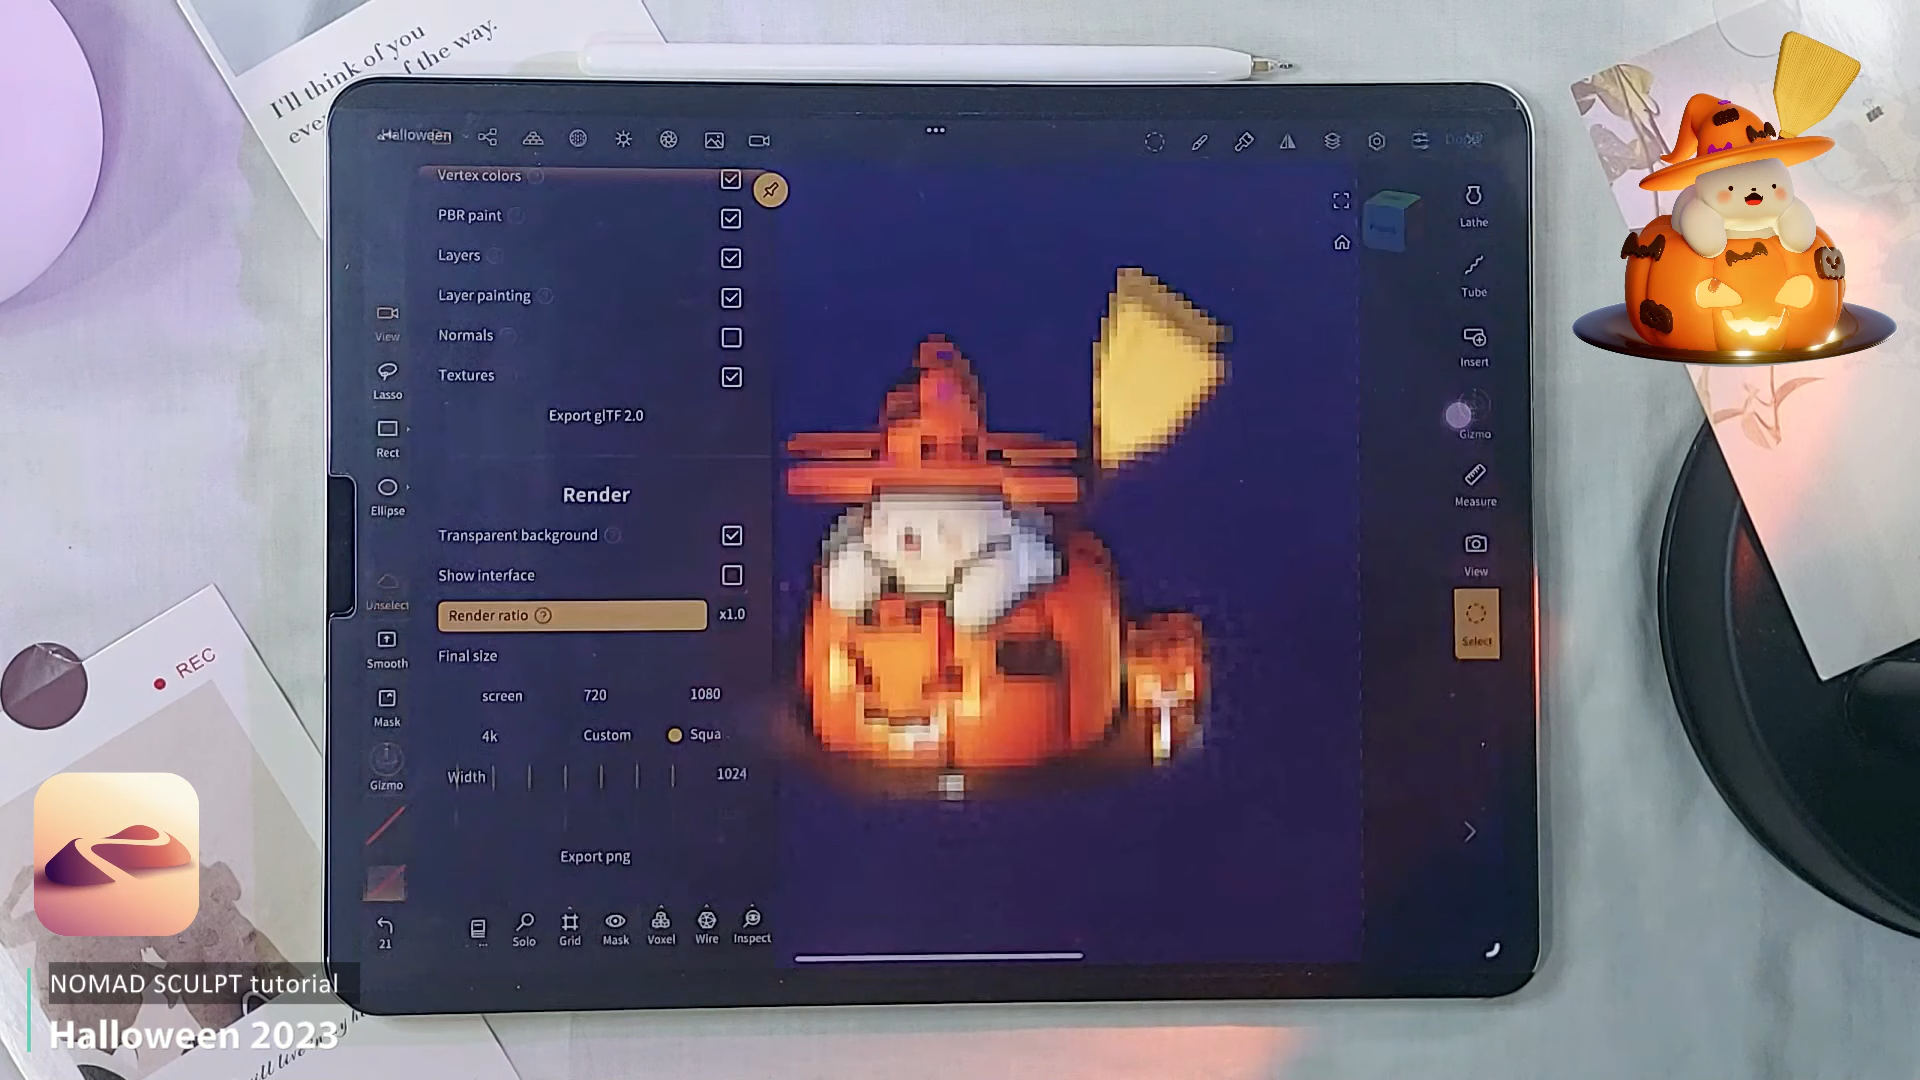 I'll think of you
f the way.
Halloween
Vertex colors
PBR paint
Layers
Layer painting
Normals
Textures
Export glTF 2.0
Render
Transparent background
Show interface
Render ratio ? x1.0
Final size
screen 720 1080
4k Custom Squa
Width 1024
Export png
View
Lasso
Rect
Ellipse
Unselect
Smooth
Mask
Gizmo
21
...
Solo
Grid
Mask
Voxel
Wire
Inspect
Lathe
Tube
Insert
Gizmo
Measure
View
Select
REC
NOMAD SCULPT tutorial
Halloween 2023